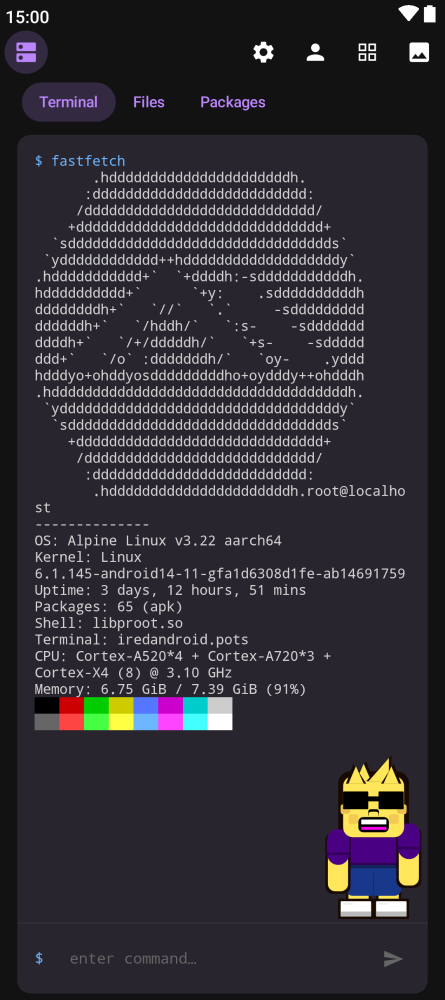 15:00
Terminal Files Packages
$ fastfetch
         .hddddddddddddddddddddddh.
        :dddddddddddddddddddddddddd:
       /dddddddddddddddddddddddddddd/
      +dddddddddddddddddddddddddddddd+
    `sdddddddddddddddddddddddddddddddds`
   `ydddddddddddd++hdddddddddddddddddddy`
  .hddddddddddd+`  `+ddddh:-sdddddddddddh.
  hdddddddddd+`      `+y:    .sddddddddddh
  ddddddddh+`   `//`   `.`     -sddddddddd
  ddddddh+`   `/hddh/`   `:s-    -sddddddd
  ddddh+`   `/+/dddddh/`   `+s-    -sddddd
  ddd+`   `/o` :dddddddh/`   `oy-    .yddd
  hdddyo+ohddyosdddddddddho+oydddy++ohdddh
  .hddddddddddddddddddddddddddddddddddddh.
   `yddddddddddddddddddddddddddddddddddy`
    `sdddddddddddddddddddddddddddddddds`
      +dddddddddddddddddddddddddddddd+
       /dddddddddddddddddddddddddddd/
        :dddddddddddddddddddddddddd:
         .hddddddddddddddddddddddh.root@localho
st
--------------
OS: Alpine Linux v3.22 aarch64
Kernel: Linux
6.1.145-android14-11-gfa1d6308d1fe-ab14691759
Uptime: 3 days, 12 hours, 51 mins
Packages: 65 (apk)
Shell: libproot.so
Terminal: iredandroid.pots
CPU: Cortex-A520*4 + Cortex-A720*3 +
Cortex-X4 (8) @ 3.10 GHz
Memory: 6.75 GiB / 7.39 GiB (91%)
$ enter command…